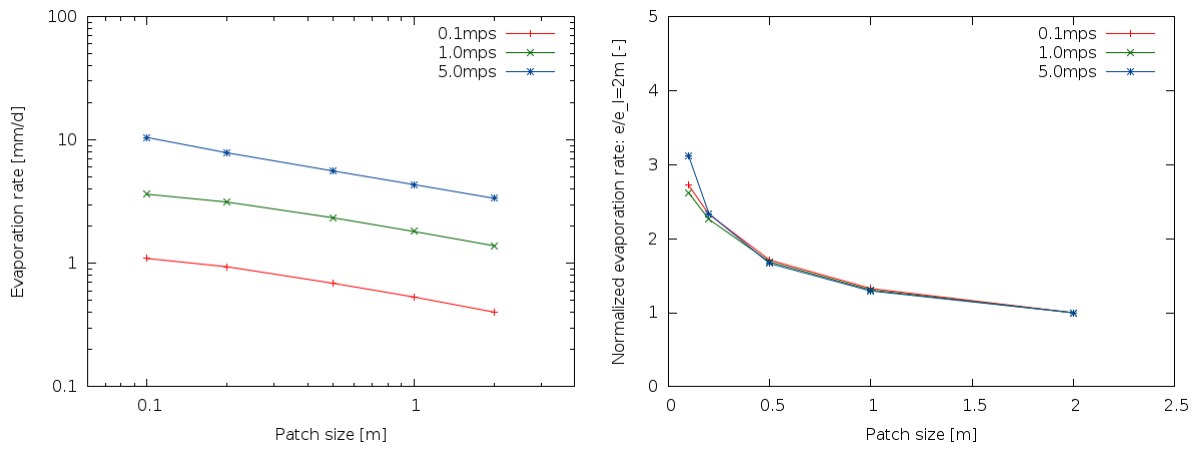 100
10
1
0.1
Evaporation rate [mm/d]
0.1mps
1.0mps
5.0mps
0.1
1
Patch size [m]
5
4
3
2
1
0
Normalized evaporation rate: e/e_l=2m [-]
0.1mps
1.0mps
5.0mps
0
0.5
1
1.5
2
2.5
Patch size [m]